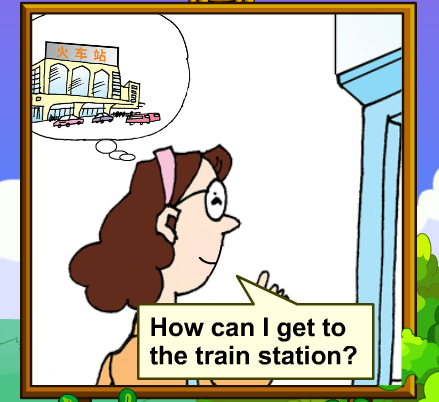 火车站
How can I get to
the train station?